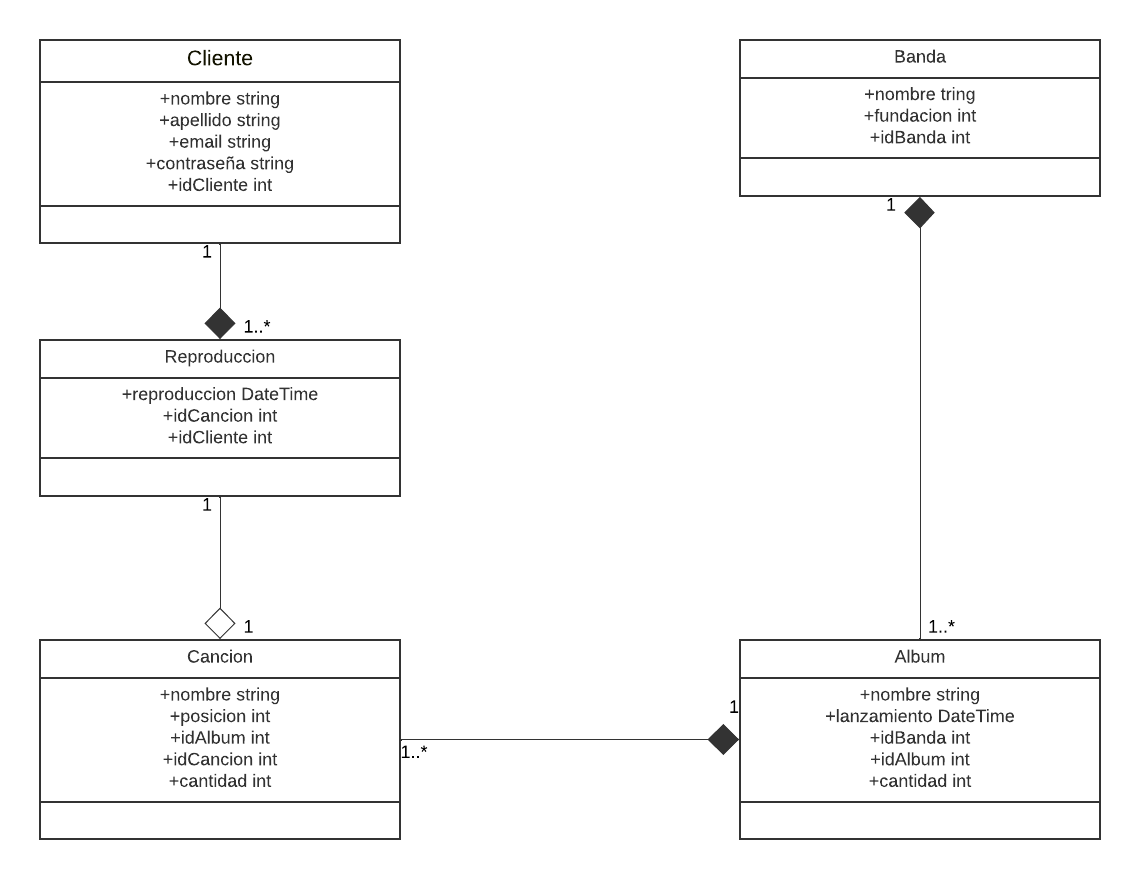 Cliente
+nombre string
+apellido string
+email string
+contraseña string
+idCliente int
1
1..*
Reproduccion
+reproduccion DateTime
+idCancion int
+idCliente int
1
1
Cancion
+nombre string
+posicion int
+idAlbum int
+idCancion int
+cantidad int
1..*
Banda
+nombre tring
+fundacion int
+idBanda int
1
1..*
Album
+nombre string
+lanzamiento DateTime
+idBanda int
+idAlbum int
+cantidad int
1